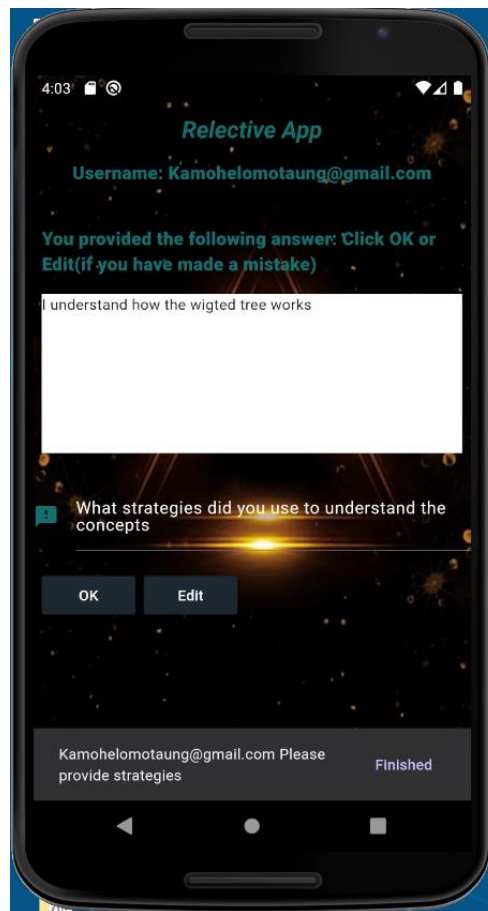 4:03
Relective App
Username: Kamohelomotaung@gmail.com
You provided the following answer: Click OK or
Edit(if you have made a mistake)
I understand how the wigted tree works
What strategies did you use to understand the
concepts
OK Edit
Kamohelomotaung@gmail.com Please
provide strategies
Finished